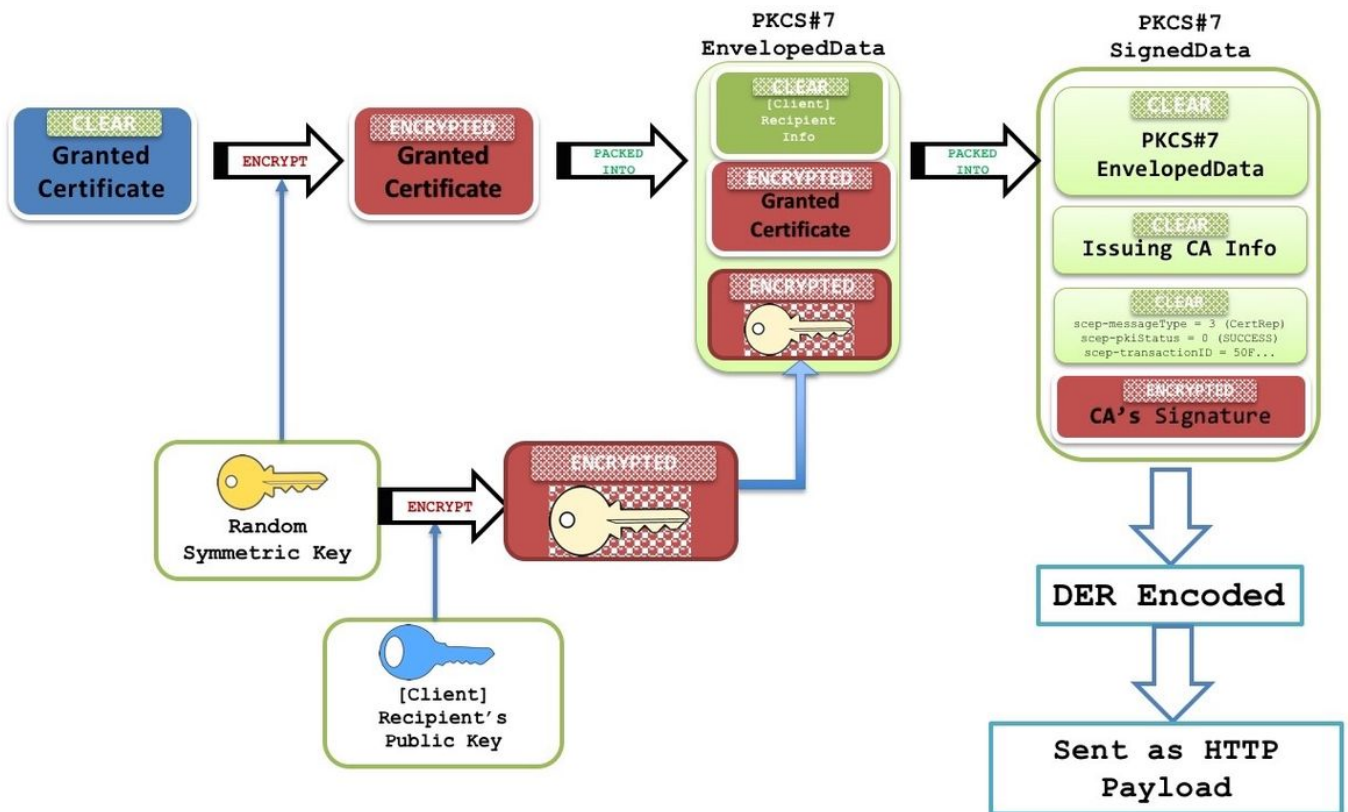 PKCS#7
EnvelopedData
PKCS#7
SignedData
CLEAR
Granted
Certificate
ENCRYPT
ENCRYPTED
Granted
Certificate
PACKED
INTO
CLEAR
[Client]
Recipient
Info
ENCRYPTED
Granted
Certificate
ENCRYPTED
PACKED
INTO
CLEAR
PKCS#7
EnvelopedData
CLEAR
Issuing CA Info
CLEAR
scep-messageType = 3 (CertRep)
scep-pkiStatus = 0 (SUCCESS)
scep-transactionID = 50F...
ENCRYPTED
CA's Signature
Random
Symmetric Key
ENCRYPT
ENCRYPTED
[Client]
Recipient's
Public Key
DER Encoded
Sent as HTTP
Payload